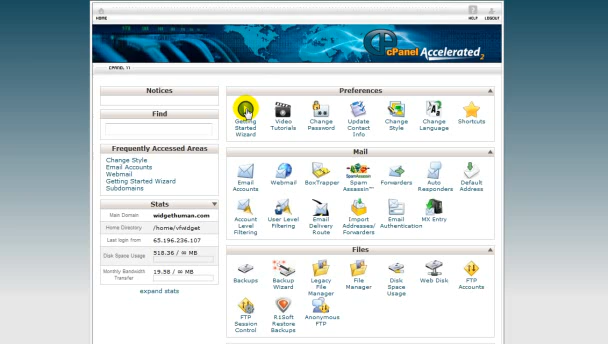 HOME
HELP
LOGOUT
cPanel Accelerated2
CPANEL 11
Notices
Find
Frequently Accessed Areas
Change Style
Email Accounts
Webmail
Getting Started Wizard
Subdomains
Stats
Main Domain widgethuman.com
Home Directory /home/vfwidget
Last login from 65.196.236.107
Disk Space Usage 518.36 / ∞ MB
Monthly Bandwidth Transfer 19.58 / ∞ MB
expand stats
Preferences
Getting Started Wizard
Video Tutorials
Change Password
Update Contact Info
Change Style
Change Language
Shortcuts
Mail
Email Accounts
Webmail
BoxTrapper
Spam Assassin™
Forwarders
Auto Responders
Default Address
Account Level Filtering
User Level Filtering
Email Delivery Route
Import Addresses/ Forwarders
Email Authentication
MX Entry
Files
Backups
Backup Wizard
Legacy File Manager
File Manager
Disk Space Usage
Web Disk
FTP Accounts
FTP Session Control
R1Soft Restore Backups
Anonymous FTP